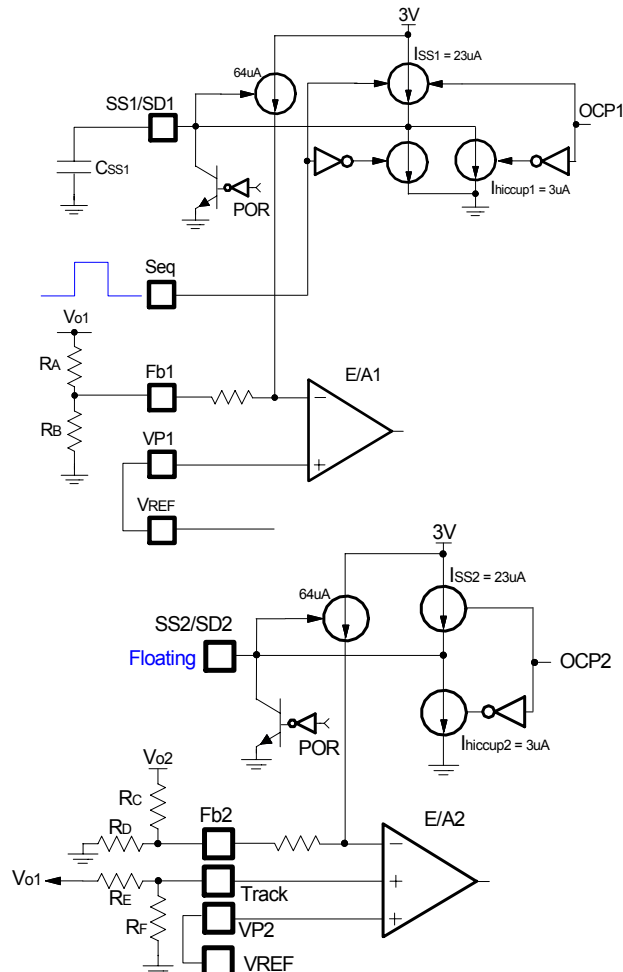 3V
ISS1 = 23uA
64uA
SS1/SD1
OCP1
CSS1
POR
Ihiccup1 = 3uA
Seq
Vo1
RA
Fb1
E/A1
RB
VP1
VREF
3V
ISS2 = 23uA
64uA
SS2/SD2
Floating
OCP2
POR
Ihiccup2 = 3uA
Vo2
RC
Fb2
E/A2
RD
Vo1
RE
Track
RF
VP2
VREF